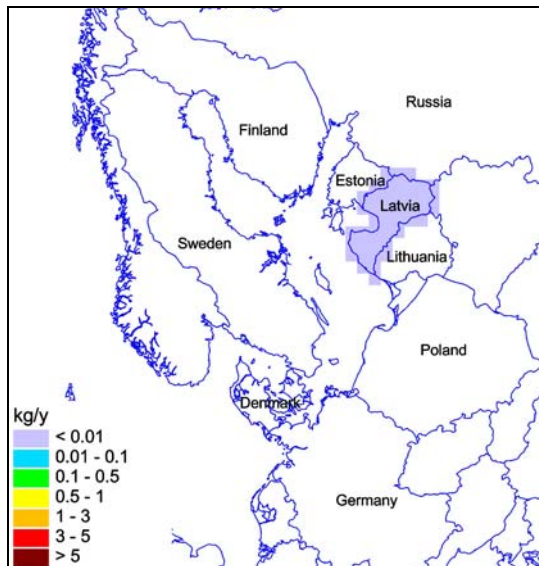 Russia
Finland
Estonia
Latvia
Sweden
Lithuania
Poland
Denmark
Germany
kg/y
< 0.01
0.01 - 0.1
0.1 - 0.5
0.5 - 1
1 - 3
3 - 5
> 5